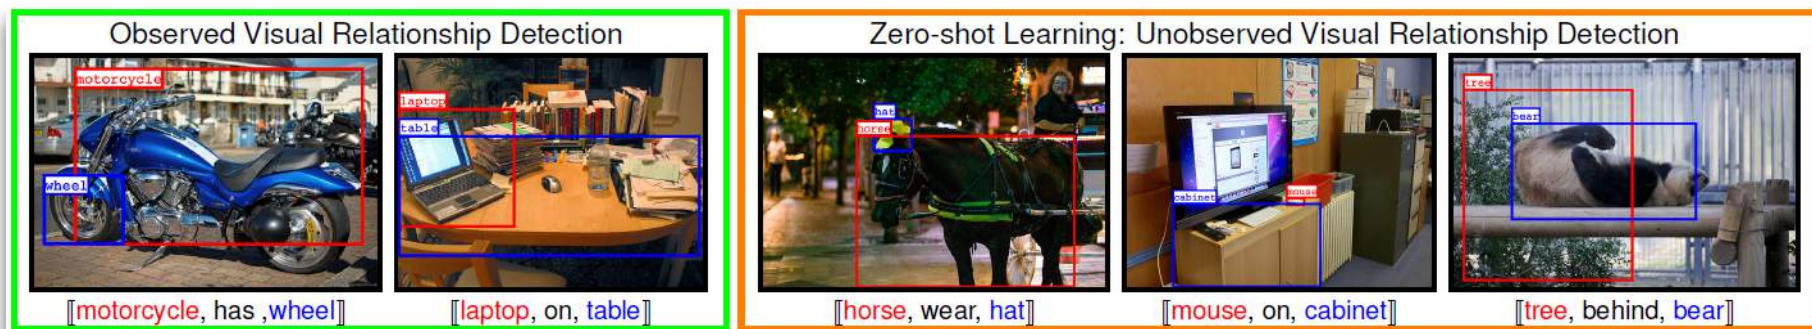 Observed Visual Relationship Detection
motorcycle
wheel
⟦motorcycle, has ,wheel⟧
laptop
table
⟦laptop, on, table⟧
Zero-shot Learning: Unobserved Visual Relationship Detection
hat
horse
⟦horse, wear, hat⟧
cabinet
mouse
⟦mouse, on, cabinet⟧
tree
bear
⟦tree, behind, bear⟧